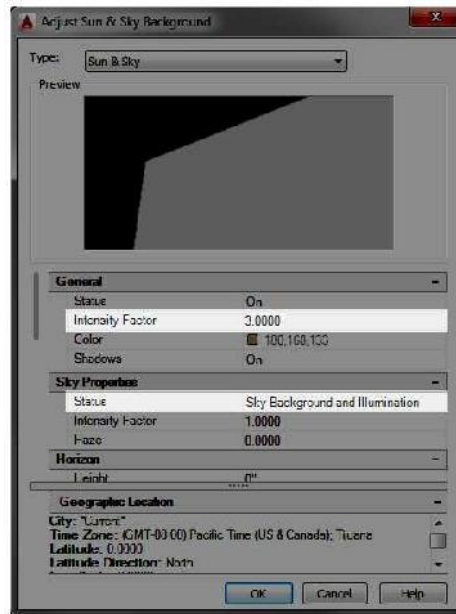 Adjust Sun & Sky Background
Type: Sun & Sky
Preview
General
Status On
Intensity Factor 3.0000
Color
Shadows On
Sky Properties
Status Sky Background and Illumination
Intensity Factor 1.0000
Haze 0.0000
Horizon
Height 0"
Geographic Location
City: "Current"
Time Zone: (GMT-08:00) Pacific Time (US & Canada); Tijuana
Latitude: 0.0000
Latitude Direction: North
OK Cancel Help